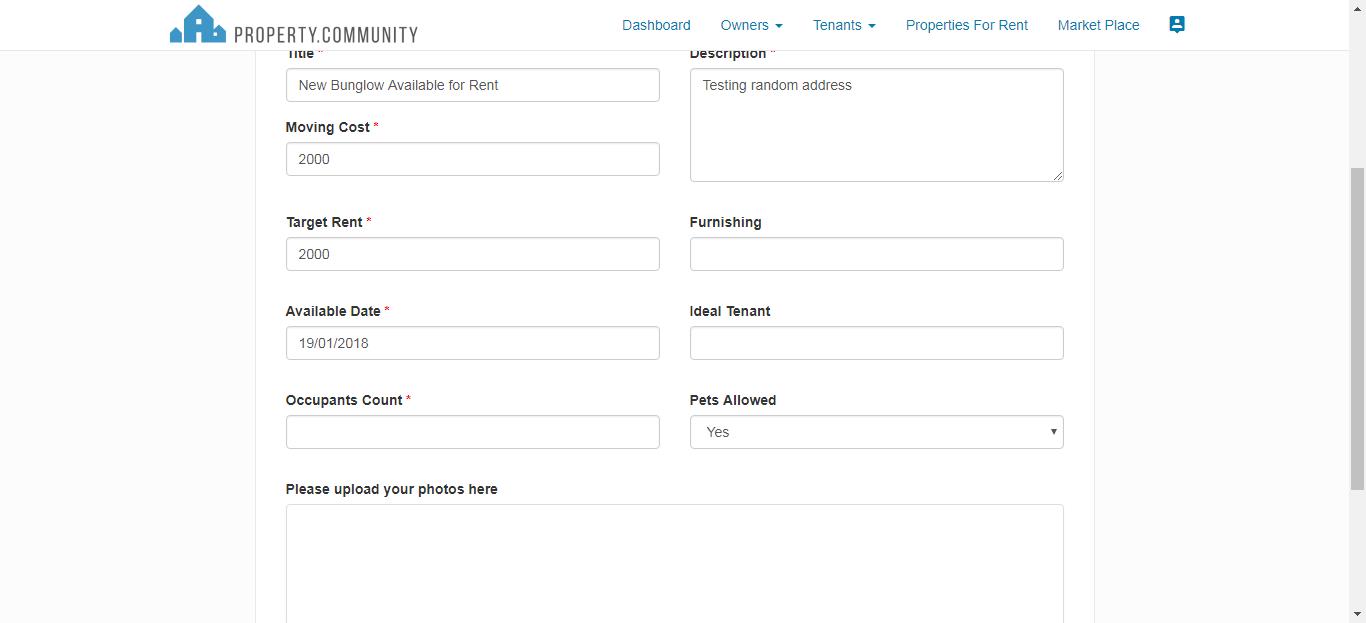 PROPERTY.COMMUNITY
Dashboard Owners Tenants Properties For Rent Market Place
Title * Description *
New Bunglow Available for Rent Testing random address
Moving Cost *
2000
Target Rent * Furnishing
2000
Available Date * Ideal Tenant
19/01/2018
Occupants Count * Pets Allowed
Yes
Please upload your photos here